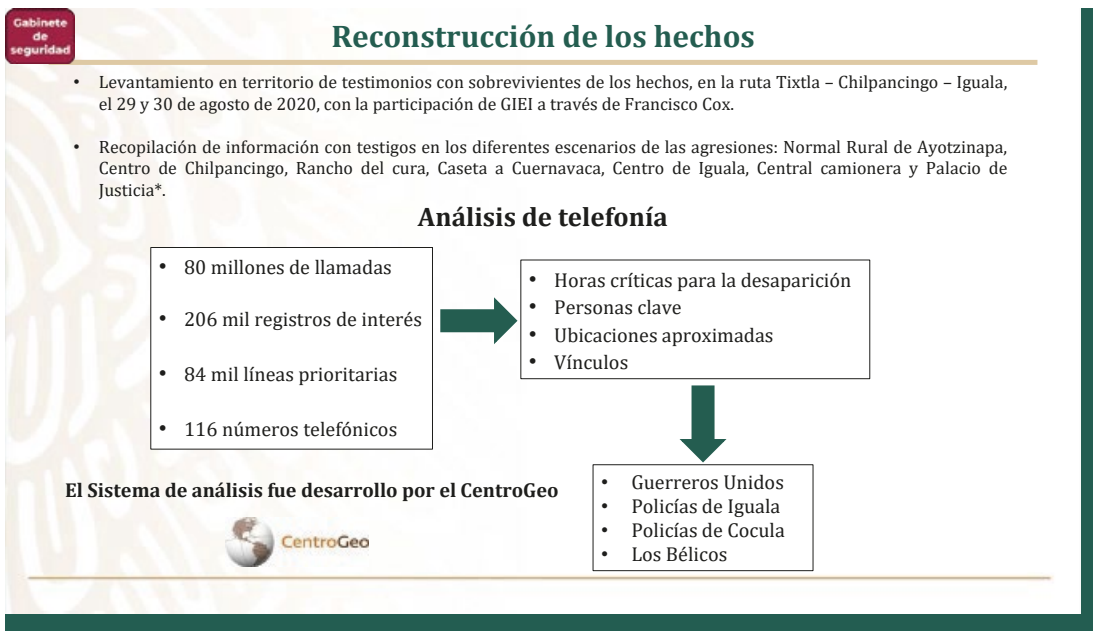 Gabinete
de
seguridad
Reconstrucción de los hechos
• Levantamiento en territorio de testimonios con sobrevivientes de los hechos, en la ruta Tixtla – Chilpancingo – Iguala,
el 29 y 30 de agosto de 2020, con la participación de GIEI a través de Francisco Cox.
• Recopilación de información con testigos en los diferentes escenarios de las agresiones: Normal Rural de Ayotzinapa,
Centro de Chilpancingo, Rancho del cura, Caseta a Cuernavaca, Centro de Iguala, Central camionera y Palacio de
Justicia*.
Análisis de telefonía
• 80 millones de llamadas
• 206 mil registros de interés
• 84 mil líneas prioritarias
• 116 números telefónicos
• Horas críticas para la desaparición
• Personas clave
• Ubicaciones aproximadas
• Vínculos
El Sistema de análisis fue desarrollo por el CentroGeo
CentroGeo
• Guerreros Unidos
• Policías de Iguala
• Policías de Cocula
• Los Bélicos